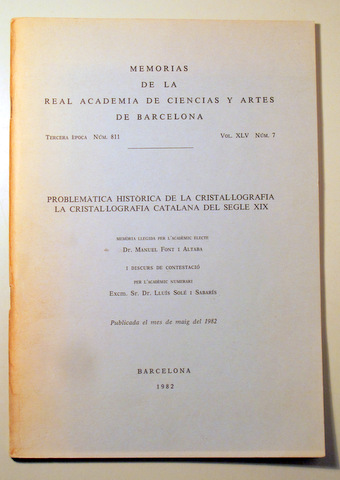 MEMORIAS
DE LA
REAL ACADEMIA DE CIENCIAS Y ARTES
DE BARCELONA
TERCERA EPOCA NÚM. 811 VOL. XLV NÚM. 7
PROBLEMÀTICA HISTÒRICA DE LA CRISTAL·LOGRAFIA
LA CRISTAL·LOGRAFIA CATALANA DEL SEGLE XIX
MEMÒRIA LLEGIDA PER L'ACADÈMIC ELECTE
DR. MANUEL FONT I ALTABA
I DISCURS DE CONTESTACIÓ
PER L'ACADEMIC NUMERARI
EXCM. SR. DR. LLUÍS SOLÉ I SABARÍS
Publicada el mes de maig del 1982
BARCELONA
1982